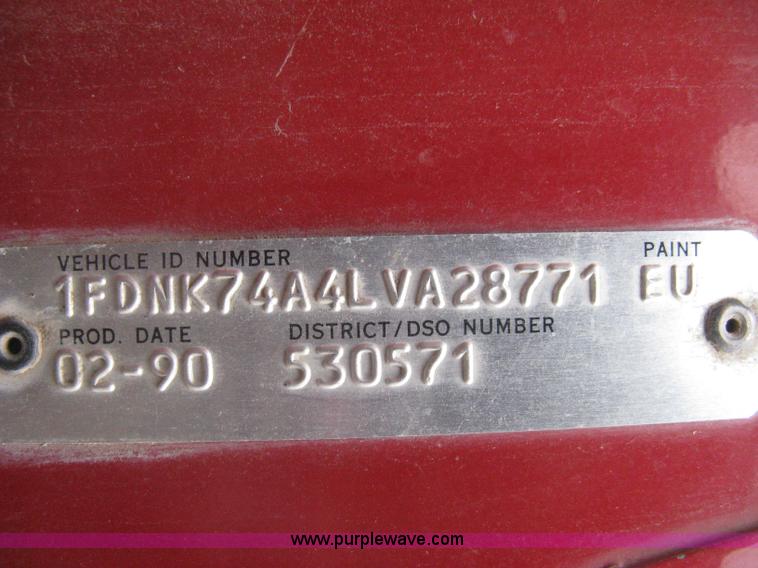 VEHICLE ID NUMBER PAINT
1FDNK74A4LVA28771 EU
PROD. DATE DISTRICT/DSO NUMBER
02-90 530571
www.purplewave.com